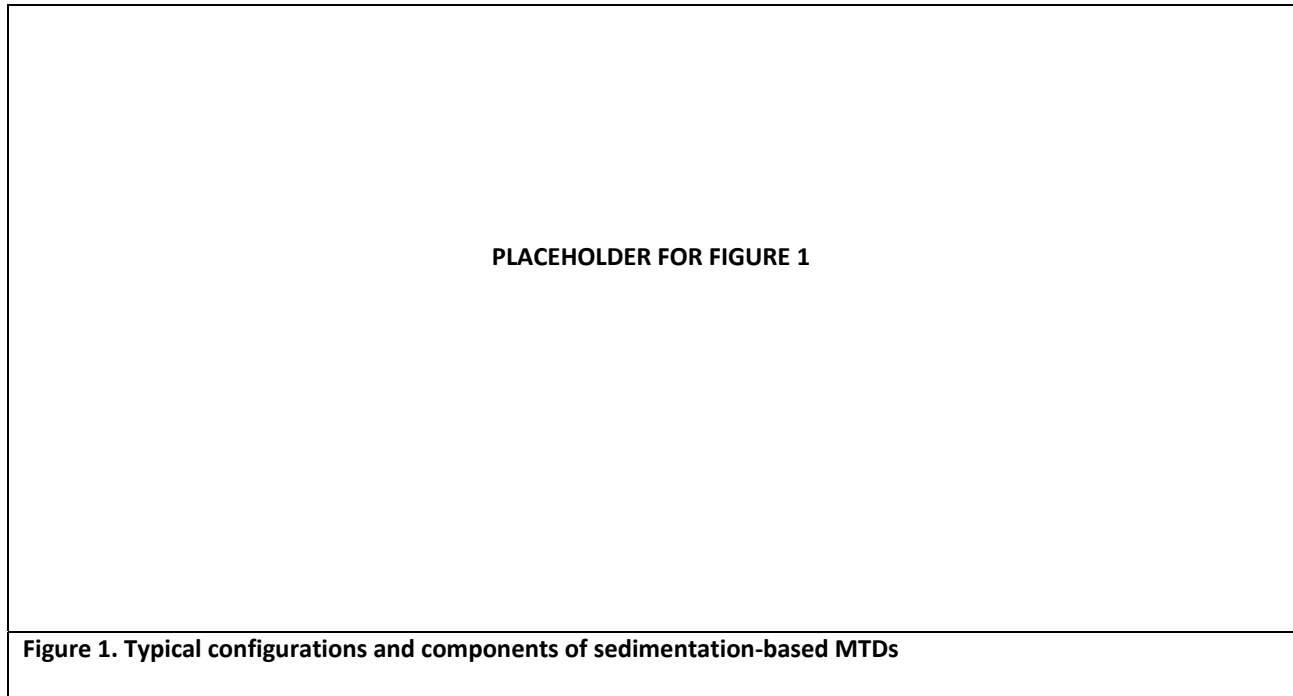 PLACEHOLDER FOR FIGURE 1
Figure 1. Typical configurations and components of sedimentation-based MTDs